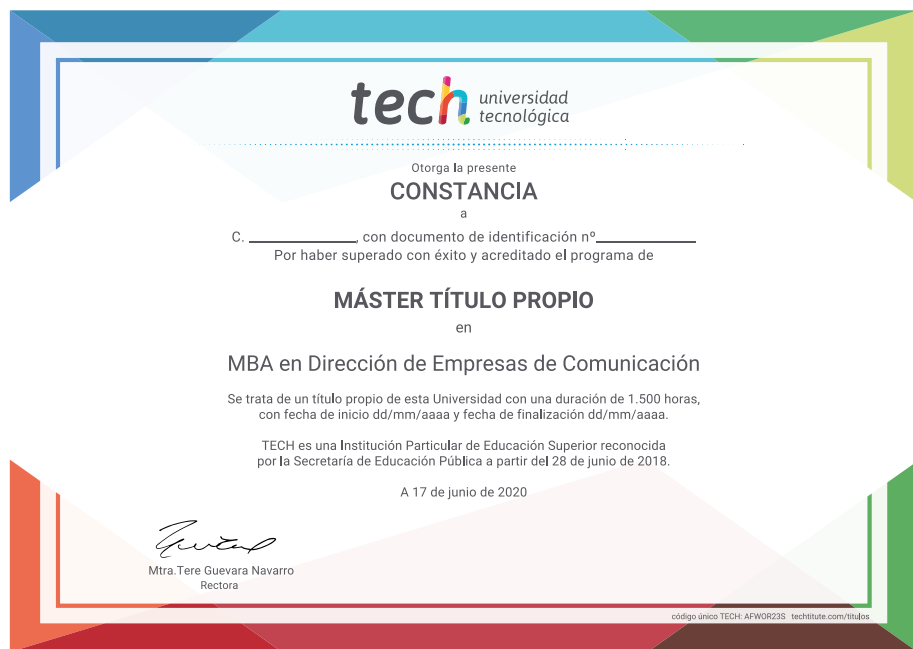 tech universidad
tecnológica
Otorga la presente
CONSTANCIA
a
C. ____________, con documento de identificación nº____________
Por haber superado con éxito y acreditado el programa de
MÁSTER TÍTULO PROPIO
en
MBA en Dirección de Empresas de Comunicación
Se trata de un título propio de esta Universidad con una duración de 1.500 horas,
con fecha de inicio dd/mm/aaaa y fecha de finalización dd/mm/aaaa.
TECH es una Institución Particular de Educación Superior reconocida
por la Secretaría de Educación Pública a partir del 28 de junio de 2018.
A 17 de junio de 2020
Mtra.Tere Guevara Navarro
Rectora
código único TECH: AFWOR23S techtitute.com/titulos